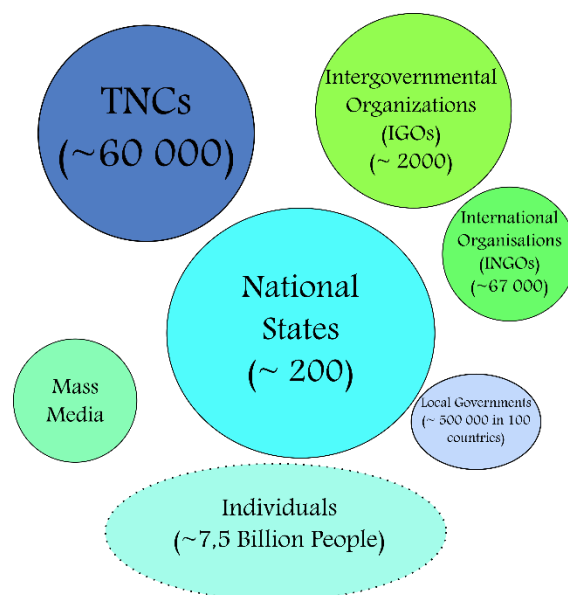 TNCs
(~60 000)
Intergovernmental
Organizations
(IGOs)
(~ 2000)
International
Organisations
(INGOs)
(~67 000)
National
States
(~ 200)
Mass
Media
Local Governments
(~ 500 000 in 100
countries)
Individuals
(~7,5 Billion People)